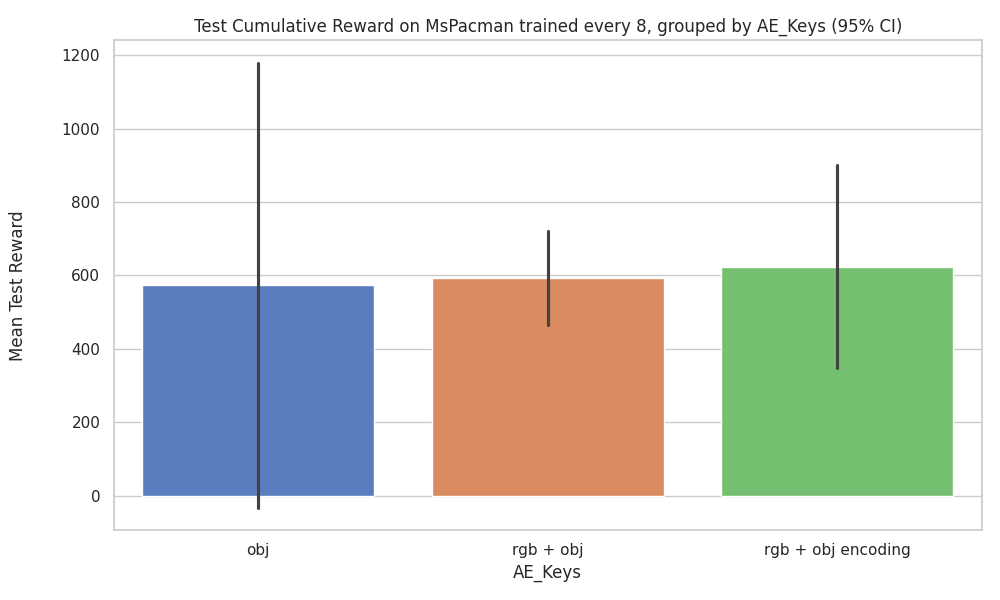 Test Cumulative Reward on MsPacman trained every 8, grouped by AE_Keys (95% CI)
Mean Test Reward
1200
1000
800
600
400
200
0
obj
rgb + obj
rgb + obj encoding
AE_Keys